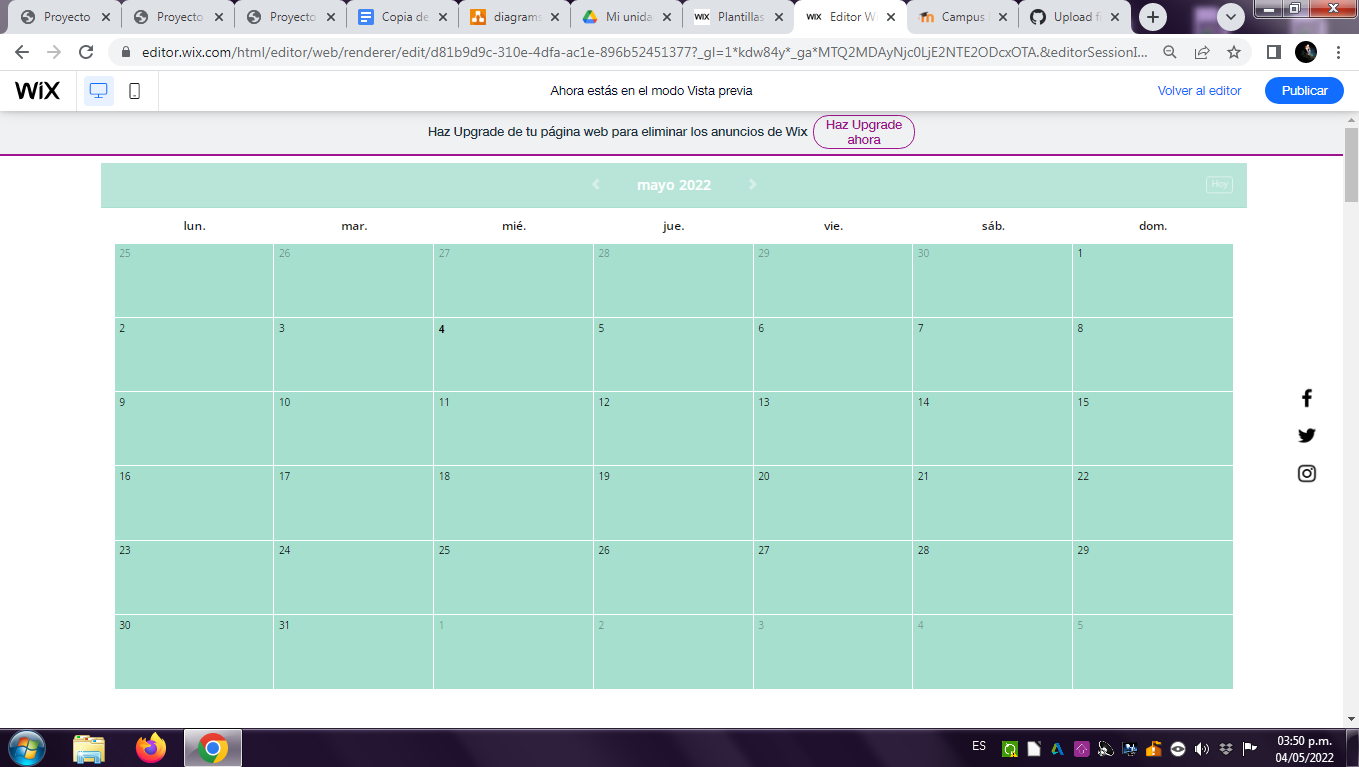 Proyecto
Proyecto
Proyecto
Copia de
diagrams
Mi unida
Plantillas
Editor Wi
Campus
Upload fi
editor.wix.com/html/editor/web/renderer/edit/d81b9d9c-310e-4dfa-ac1e-896b52451377?_gl=1*kdw84y*_ga*MTQ2MDAyNjc0LjE2NTE2ODcxOTA.&editorSessionI...
WiX
Ahora estás en el modo Vista previa
Volver al editor
Publicar
Haz Upgrade de tu página web para eliminar los anuncios de Wix
Haz Upgrade
ahora
mayo 2022
Hoy
lun. mar. mié. jue. vie. sáb. dom.
25 26 27 28 29 30 1
2 3 4 5 6 7 8
9 10 11 12 13 14 15
16 17 18 19 20 21 22
23 24 25 26 27 28 29
30 31 1 2 3 4 5
ES
03:50 p.m.
04/05/2022